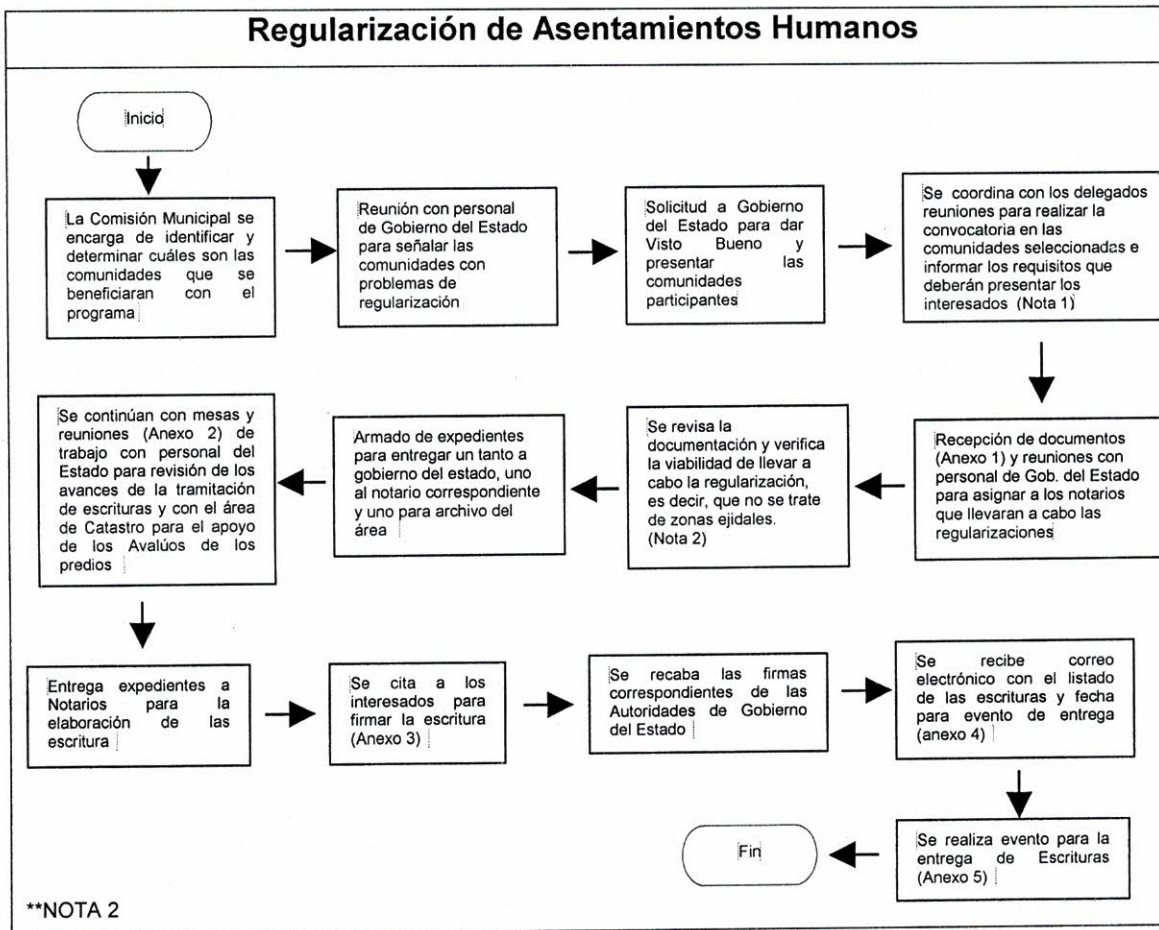 Regularización de Asentamientos Humanos
Inicio
La Comisión Municipal se
encarga de identificar y
determinar cuáles son las
comunidades que se
beneficiaran con el
programa
Reunión con personal
de Gobierno del Estado
para señalar las
comunidades con
problemas de
regularización
Solicitud a Gobierno
del Estado para dar
Visto Bueno y
presentar las
comunidades
participantes
Se coordina con los delegados
reuniones para realizar la
convocatoria en las
comunidades seleccionadas e
informar los requisitos que
deberán presentar los
interesados (Nota 1)
Recepción de documentos
(Anexo 1) y reuniones con
personal de Gob. del Estado
para asignar a los notarios
que llevaran a cabo las
regularizaciones
Se revisa la
documentación y verifica
la viabilidad de llevar a
cabo la regularización,
es decir, que no se trate
de zonas ejidales.
(Nota 2)
Armado de expedientes
para entregar un tanto a
gobierno del estado, uno
al notario correspondiente
y uno para archivo del
área
Se continúan con mesas y
reuniones (Anexo 2) de
trabajo con personal del
Estado para revisión de los
avances de la tramitación
de escrituras y con el área
de Catastro para el apoyo
de los Avalúos de los
predios
Entrega expedientes a
Notarios para la
elaboración de las
escritura
Se cita a los
interesados para
firmar la escritura
(Anexo 3)
Se recaba las firmas
correspondientes de las
Autoridades de Gobierno
del Estado
Se recibe correo
electrónico con el listado
de las escrituras y fecha
para evento de entrega
(anexo 4)
Se realiza evento para la
entrega de Escrituras
(Anexo 5)
Fin
**NOTA 2